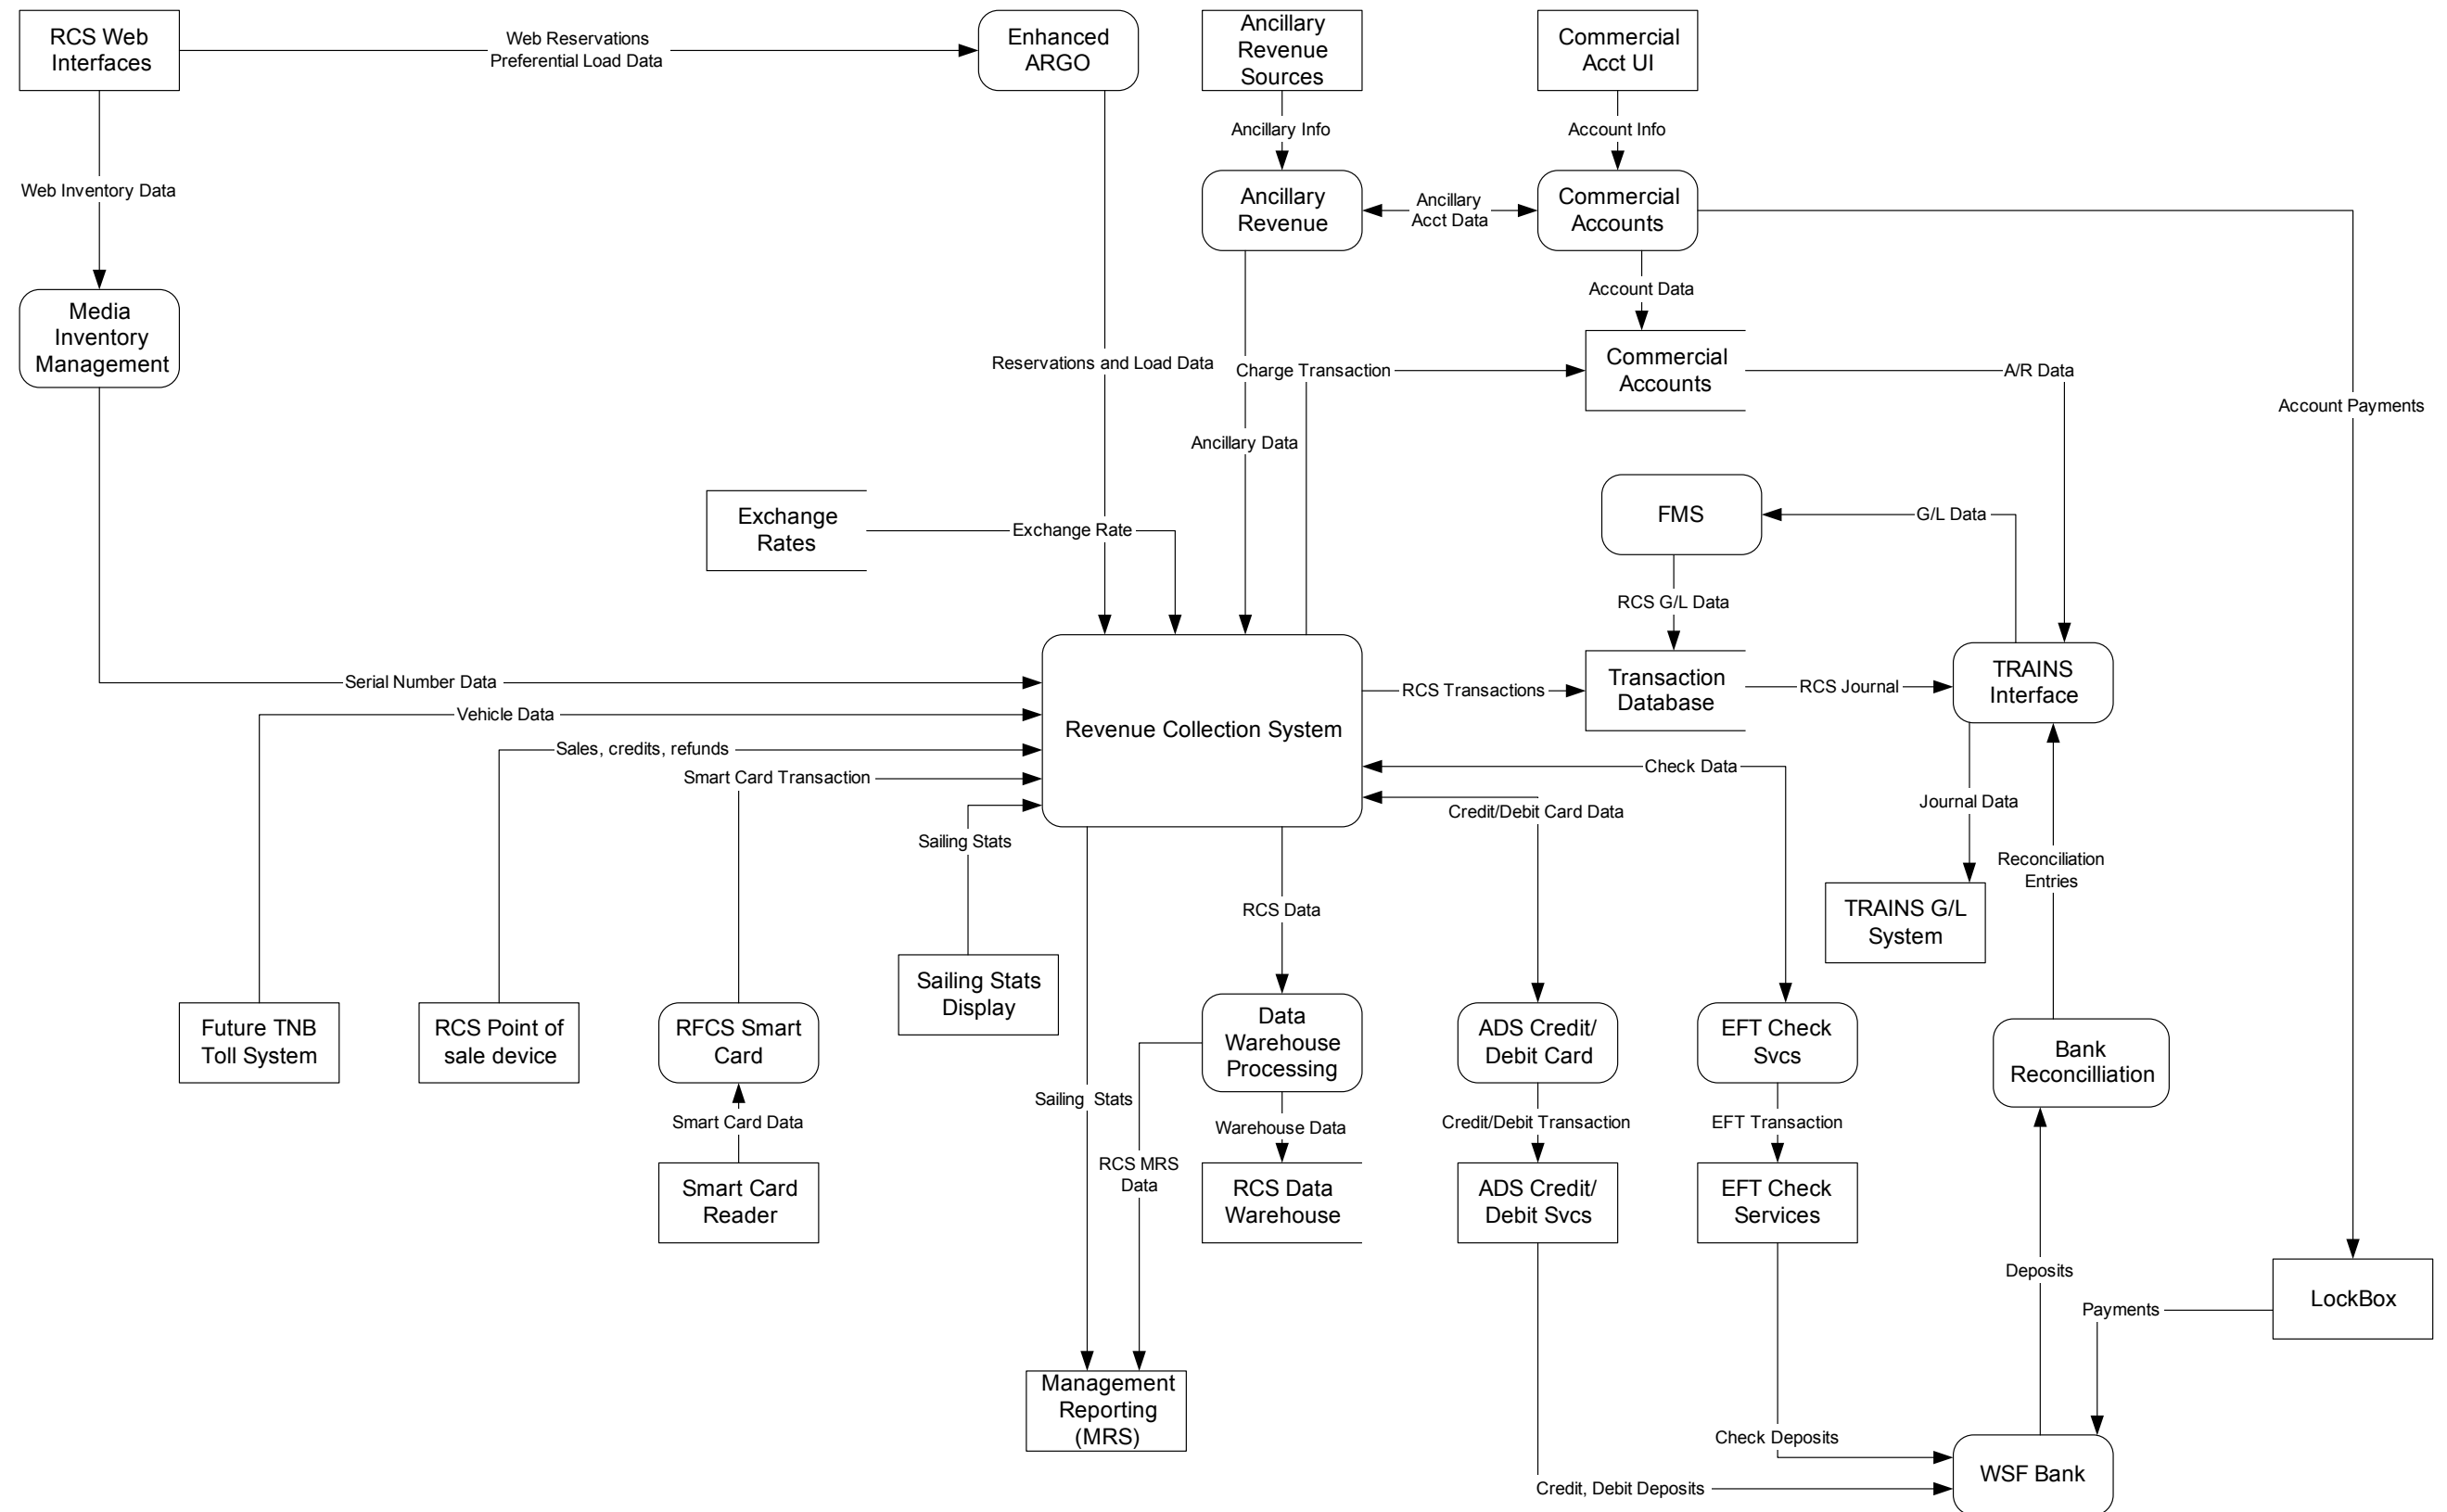 RCS Web
Interfaces
Web Reservations
Preferential Load Data
Enhanced
ARGO
Ancillary
Revenue
Sources
Commercial
Acct UI
Ancillary Info
Account Info
Web Inventory Data
Ancillary
Revenue
Ancillary
Acct Data
Commercial
Accounts
Account Data
Media
Inventory
Management
Reservations and Load Data
Charge Transaction
Commercial
Accounts
A/R Data
Account Payments
Ancillary Data
Exchange
Rates
Exchange Rate
FMS
G/L Data
RCS G/L Data
Serial Number Data
Vehicle Data
Sales, credits, refunds
Smart Card Transaction
Sailing Stats
Revenue Collection System
RCS Transactions
Transaction
Database
RCS Journal
TRAINS
Interface
Check Data
Credit/Debit Card Data
Journal Data
Reconciliation
Entries
RCS Data
TRAINS G/L
System
Sailing Stats
Display
Future TNB
Toll System
RCS Point of
sale device
RFCS Smart
Card
Data
Warehouse
Processing
ADS Credit/
Debit Card
EFT Check
Svcs
Bank
Reconcilliation
Sailing  Stats
Smart Card Data
Warehouse Data
Credit/Debit Transaction
EFT Transaction
RCS MRS
Data
Smart Card
Reader
RCS Data
Warehouse
ADS Credit/
Debit Svcs
EFT Check
Services
Deposits
Payments
LockBox
Management
Reporting
(MRS)
Check Deposits
WSF Bank
Credit, Debit Deposits